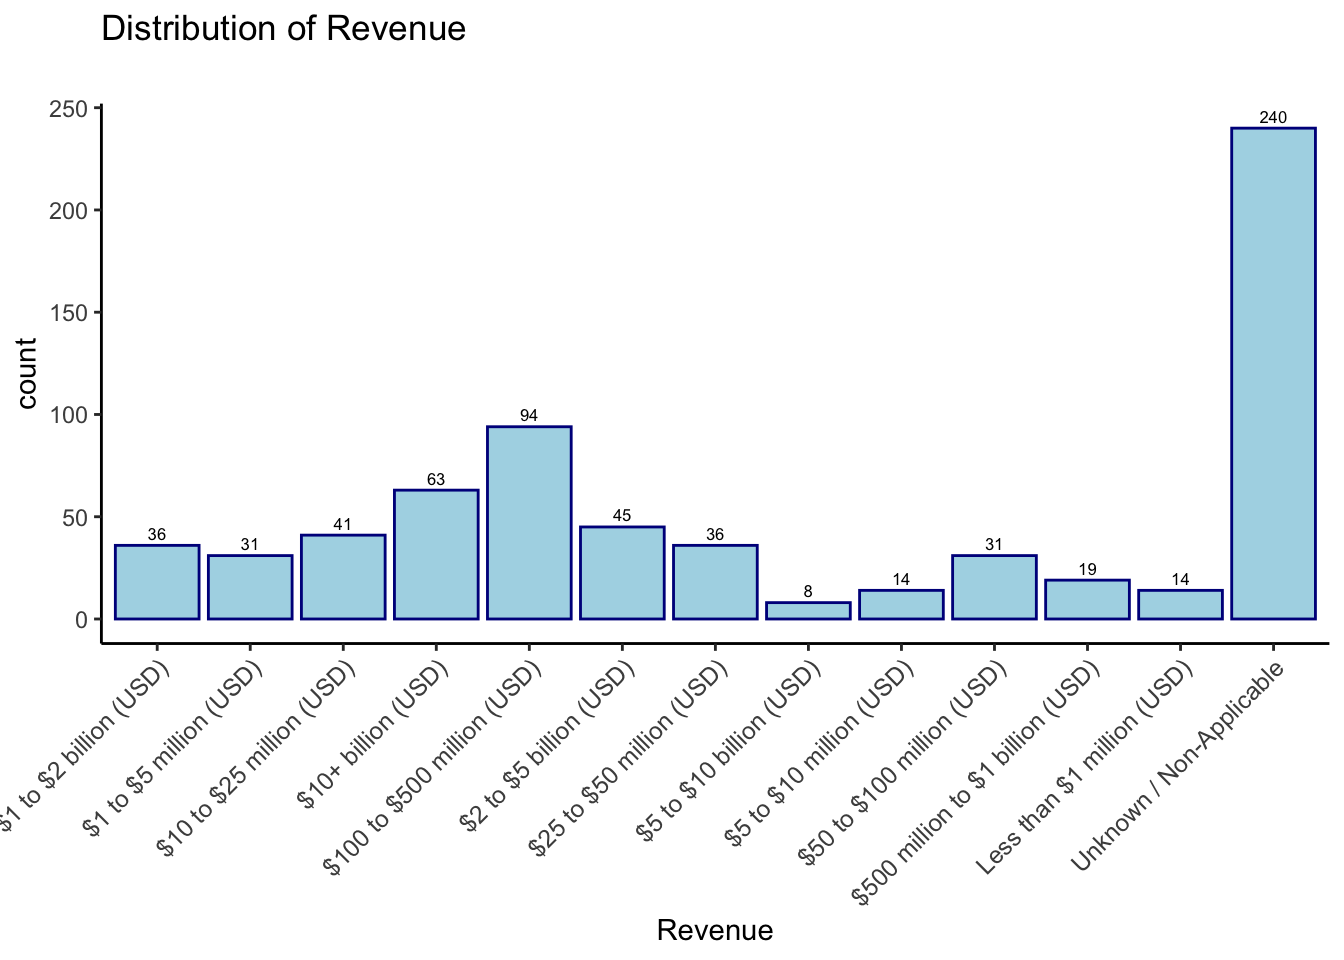 Distribution of Revenue
250
200
150
100
50
0
count
36
31
41
63
94
45
36
8
14
31
19
14
240
$1 to $2 billion (USD)
$1 to $5 million (USD)
$10 to $25 million (USD)
$10+ billion (USD)
$100 to $500 million (USD)
$2 to $5 billion (USD)
$25 to $50 million (USD)
$5 to $10 billion (USD)
$5 to $10 million (USD)
$50 to $100 million (USD)
$500 million to $1 billion (USD)
Less than $1 million (USD)
Unknown / Non-Applicable
Revenue